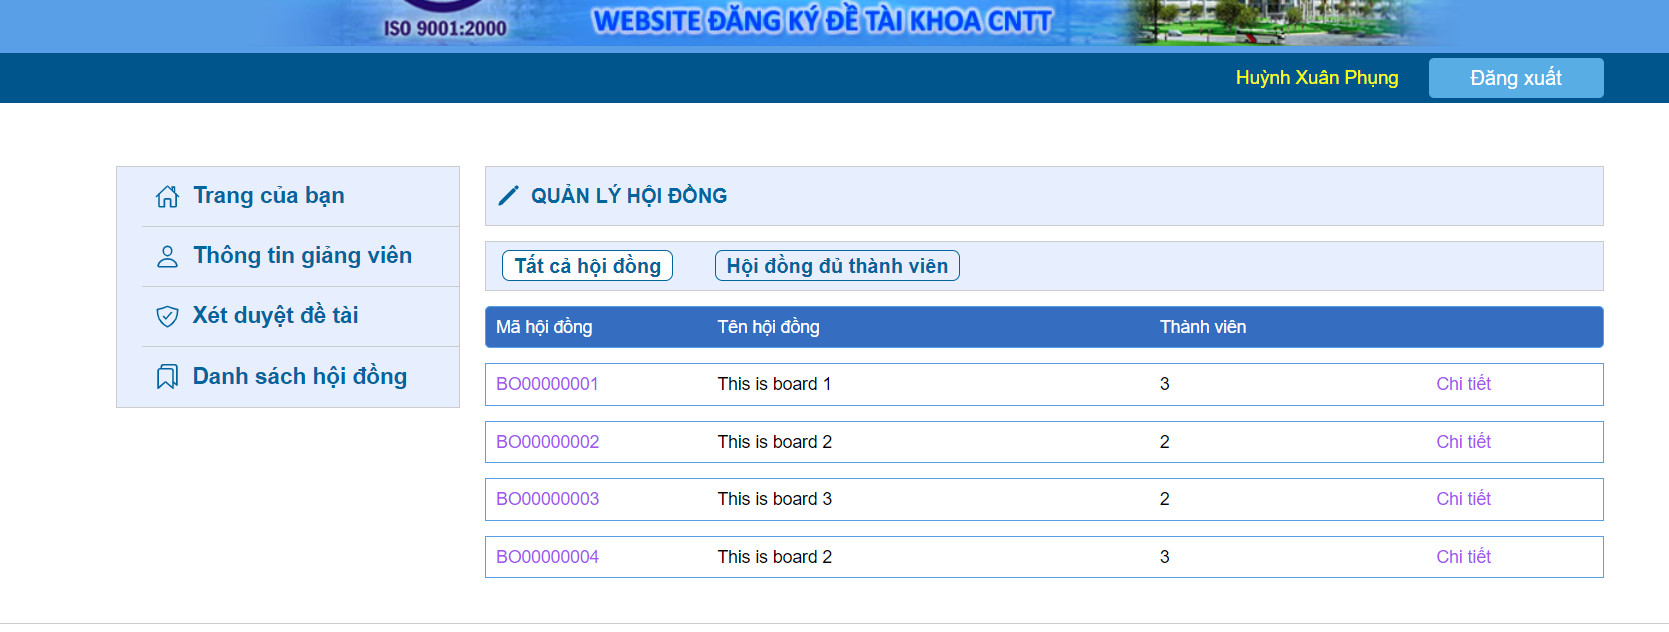 ISO 9001:2000
WEBSITE ĐĂNG KÝ ĐỀ TÀI KHOA CNTT
Huỳnh Xuân Phụng
Đăng xuất
Trang của bạn
Thông tin giảng viên
Xét duyệt đề tài
Danh sách hội đồng
QUẢN LÝ HỘI ĐỒNG
Tất cả hội đồng Hội đồng đủ thành viên
Mã hội đồng Tên hội đồng Thành viên
BO00000001 This is board 1 3 Chi tiết
BO00000002 This is board 2 2 Chi tiết
BO00000003 This is board 3 2 Chi tiết
BO00000004 This is board 2 3 Chi tiết